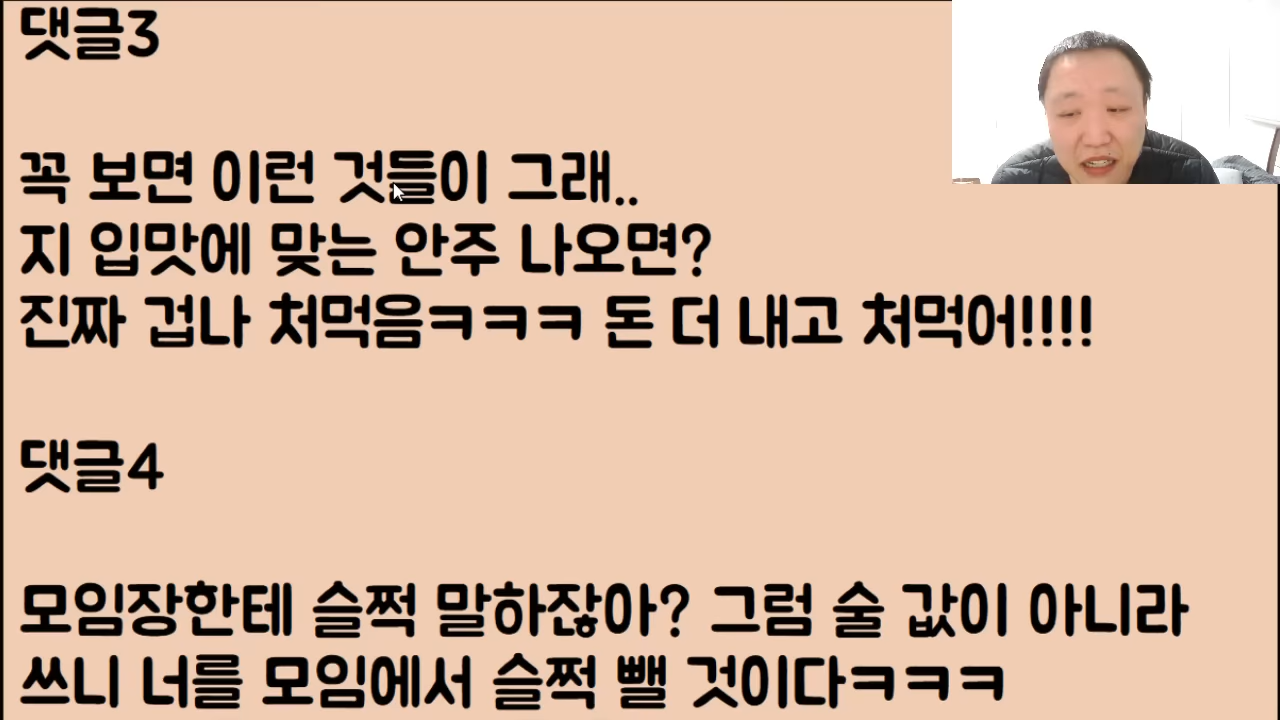 댓글3
꼭 보면 이런 것들이 그래..
지 입맛에 맞는 안주 나오면?
진짜 겁나 처먹음ㅋㅋㅋ 돈 더 내고 처먹어!!!!
댓글4
모임장한테 슬쩍 말하잖아? 그럼 술 값이 아니라
쓰니 너를 모임에서 슬쩍 뺄 것이다ㅋㅋㅋ